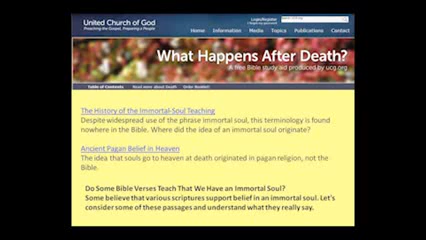 United Church of God
Preaching the Gospel, Preparing a People
Login/Register
Home Information Media Topics Publications Contact
What Happens After Death?
A free Bible study aid produced by ucg.org
Table of Contents Read more about Death Order Booklet
The History of the Immortal-Soul Teaching
Despite widespread use of the phrase immortal soul, this terminology is found
nowhere in the Bible. Where did the idea of an immortal soul originate?
Ancient Pagan Belief in Heaven
The idea that souls go to heaven at death originated in pagan religion, not the
Bible.
Do Some Bible Verses Teach That We Have an Immortal Soul?
Some believe that various scriptures support belief in an immortal soul. Let's
consider some of these passages and understand what they really say.